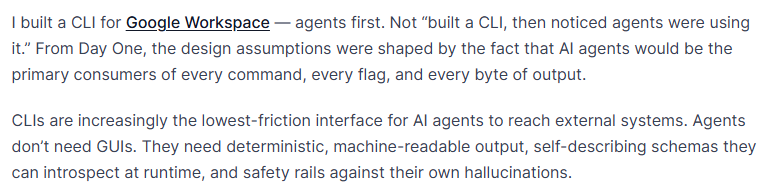 I built a CLI for Google Workspace — agents first. Not “built a CLI, then noticed agents were using
it.” From Day One, the design assumptions were shaped by the fact that AI agents would be the
primary consumers of every command, every flag, and every byte of output.
CLIs are increasingly the lowest-friction interface for AI agents to reach external systems. Agents
don’t need GUIs. They need deterministic, machine-readable output, self-describing schemas they
can introspect at runtime, and safety rails against their own hallucinations.